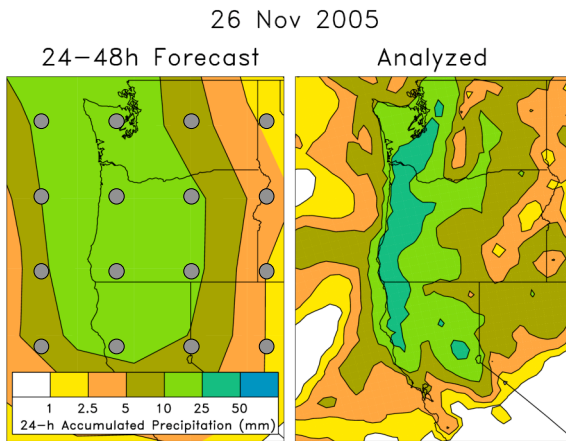 26 Nov 2005
24-48h Forecast
Analyzed
1 2.5 5 10 25 50
24-h Accumulated Precipitation (mm)